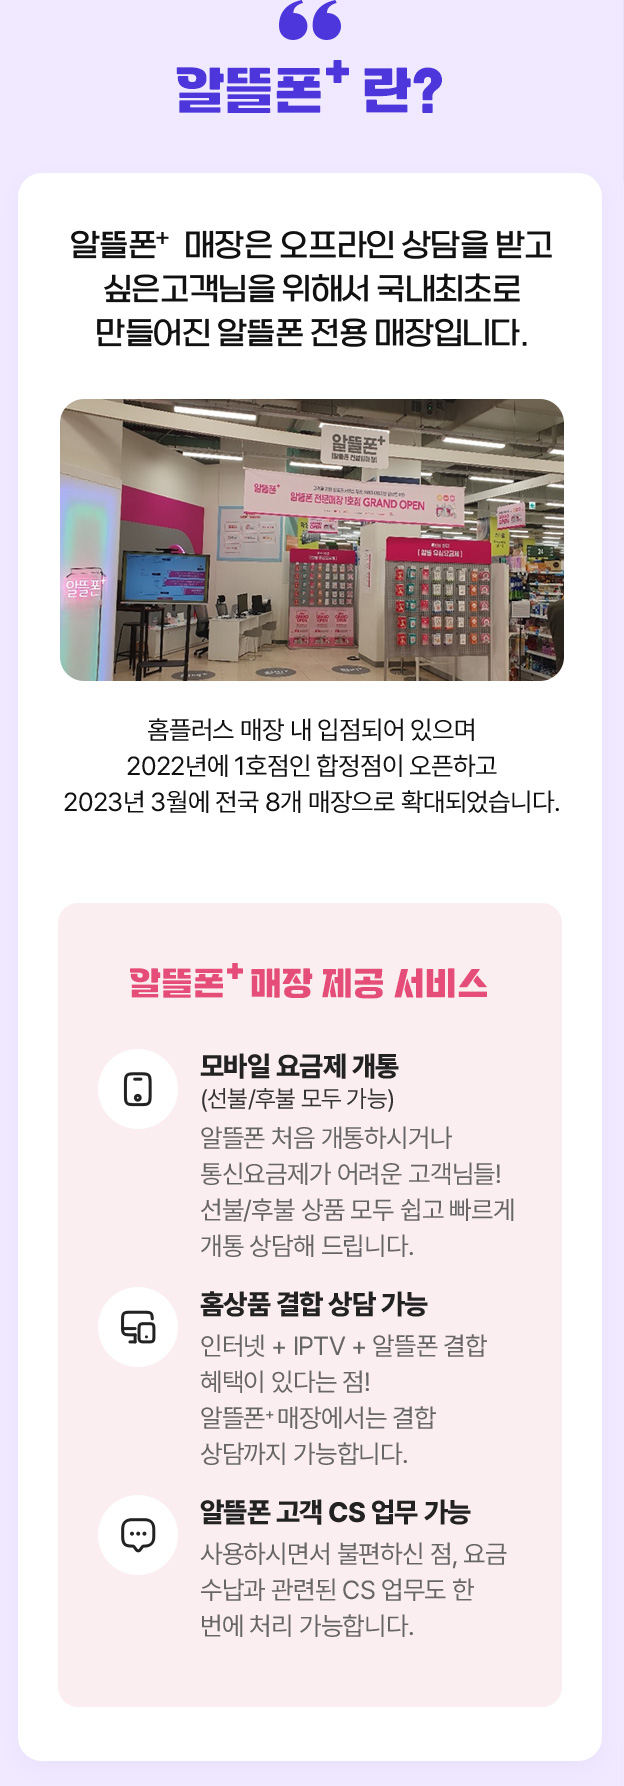 알뜰폰⁺ 란?
알뜰폰⁺ 매장은 오프라인 상담을 받고
싶은고객님을 위해서 국내최초로
만들어진 알뜰폰 전용 매장입니다.
알뜰폰⁺
알뜰폰⁺
알뜰폰 전문매장 1호점 GRAND OPEN
[ 알뜰 유심요금제 ]
알뜰폰⁺
홈플러스 매장 내 입점되어 있으며
2022년에 1호점인 합정점이 오픈하고
2023년 3월에 전국 8개 매장으로 확대되었습니다.
알뜰폰⁺ 매장 제공 서비스
모바일 요금제 개통
(선불/후불 모두 가능)
알뜰폰 처음 개통하시거나
통신요금제가 어려운 고객님들!
선불/후불 상품 모두 쉽고 빠르게
개통 상담해 드립니다.
홈상품 결합 상담 가능
인터넷 + IPTV + 알뜰폰 결합
혜택이 있다는 점!
알뜰폰⁺ 매장에서는 결합
상담까지 가능합니다.
알뜰폰 고객 CS 업무 가능
사용하시면서 불편하신 점, 요금
수납과 관련된 CS 업무도 한
번에 처리 가능합니다.